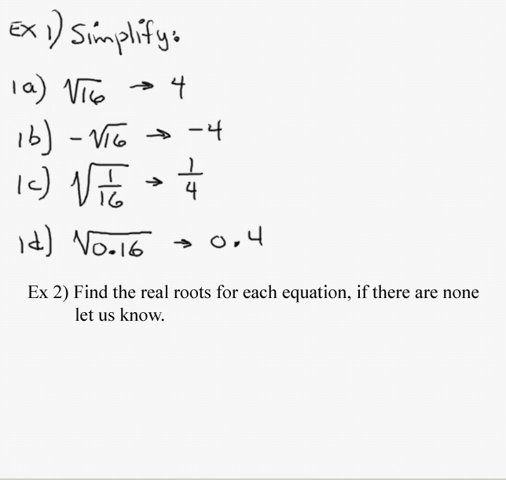 Ex 1) Simplify:
1a) √16 → 4
1b) -√16 → -4
1c) √1/16 → 1/4
1d) √0.16 → 0.4
Ex 2) Find the real roots for each equation, if there are none
let us know.